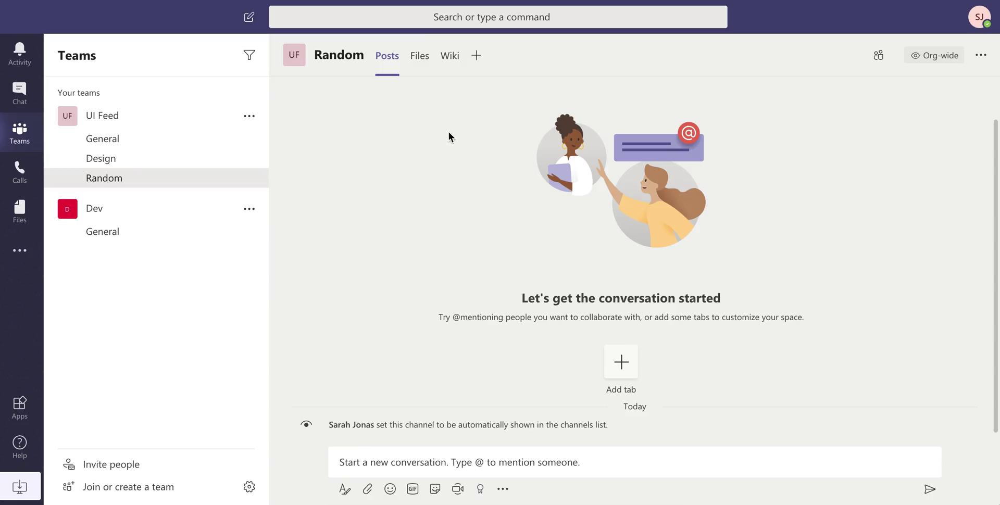 Search or type a command
SJ
Activity
Chat
Teams
Calls
Files
Apps
Help
Teams
Your teams
UF UI Feed
General
Design
Random
D Dev
General
Invite people
Join or create a team
UF Random Posts Files Wiki
Org-wide
@
Let's get the conversation started
Try @mentioning people you want to collaborate with, or add some tabs to customize your space.
Add tab
Today
Sarah Jonas set this channel to be automatically shown in the channels list.
Start a new conversation. Type @ to mention someone.
GIF